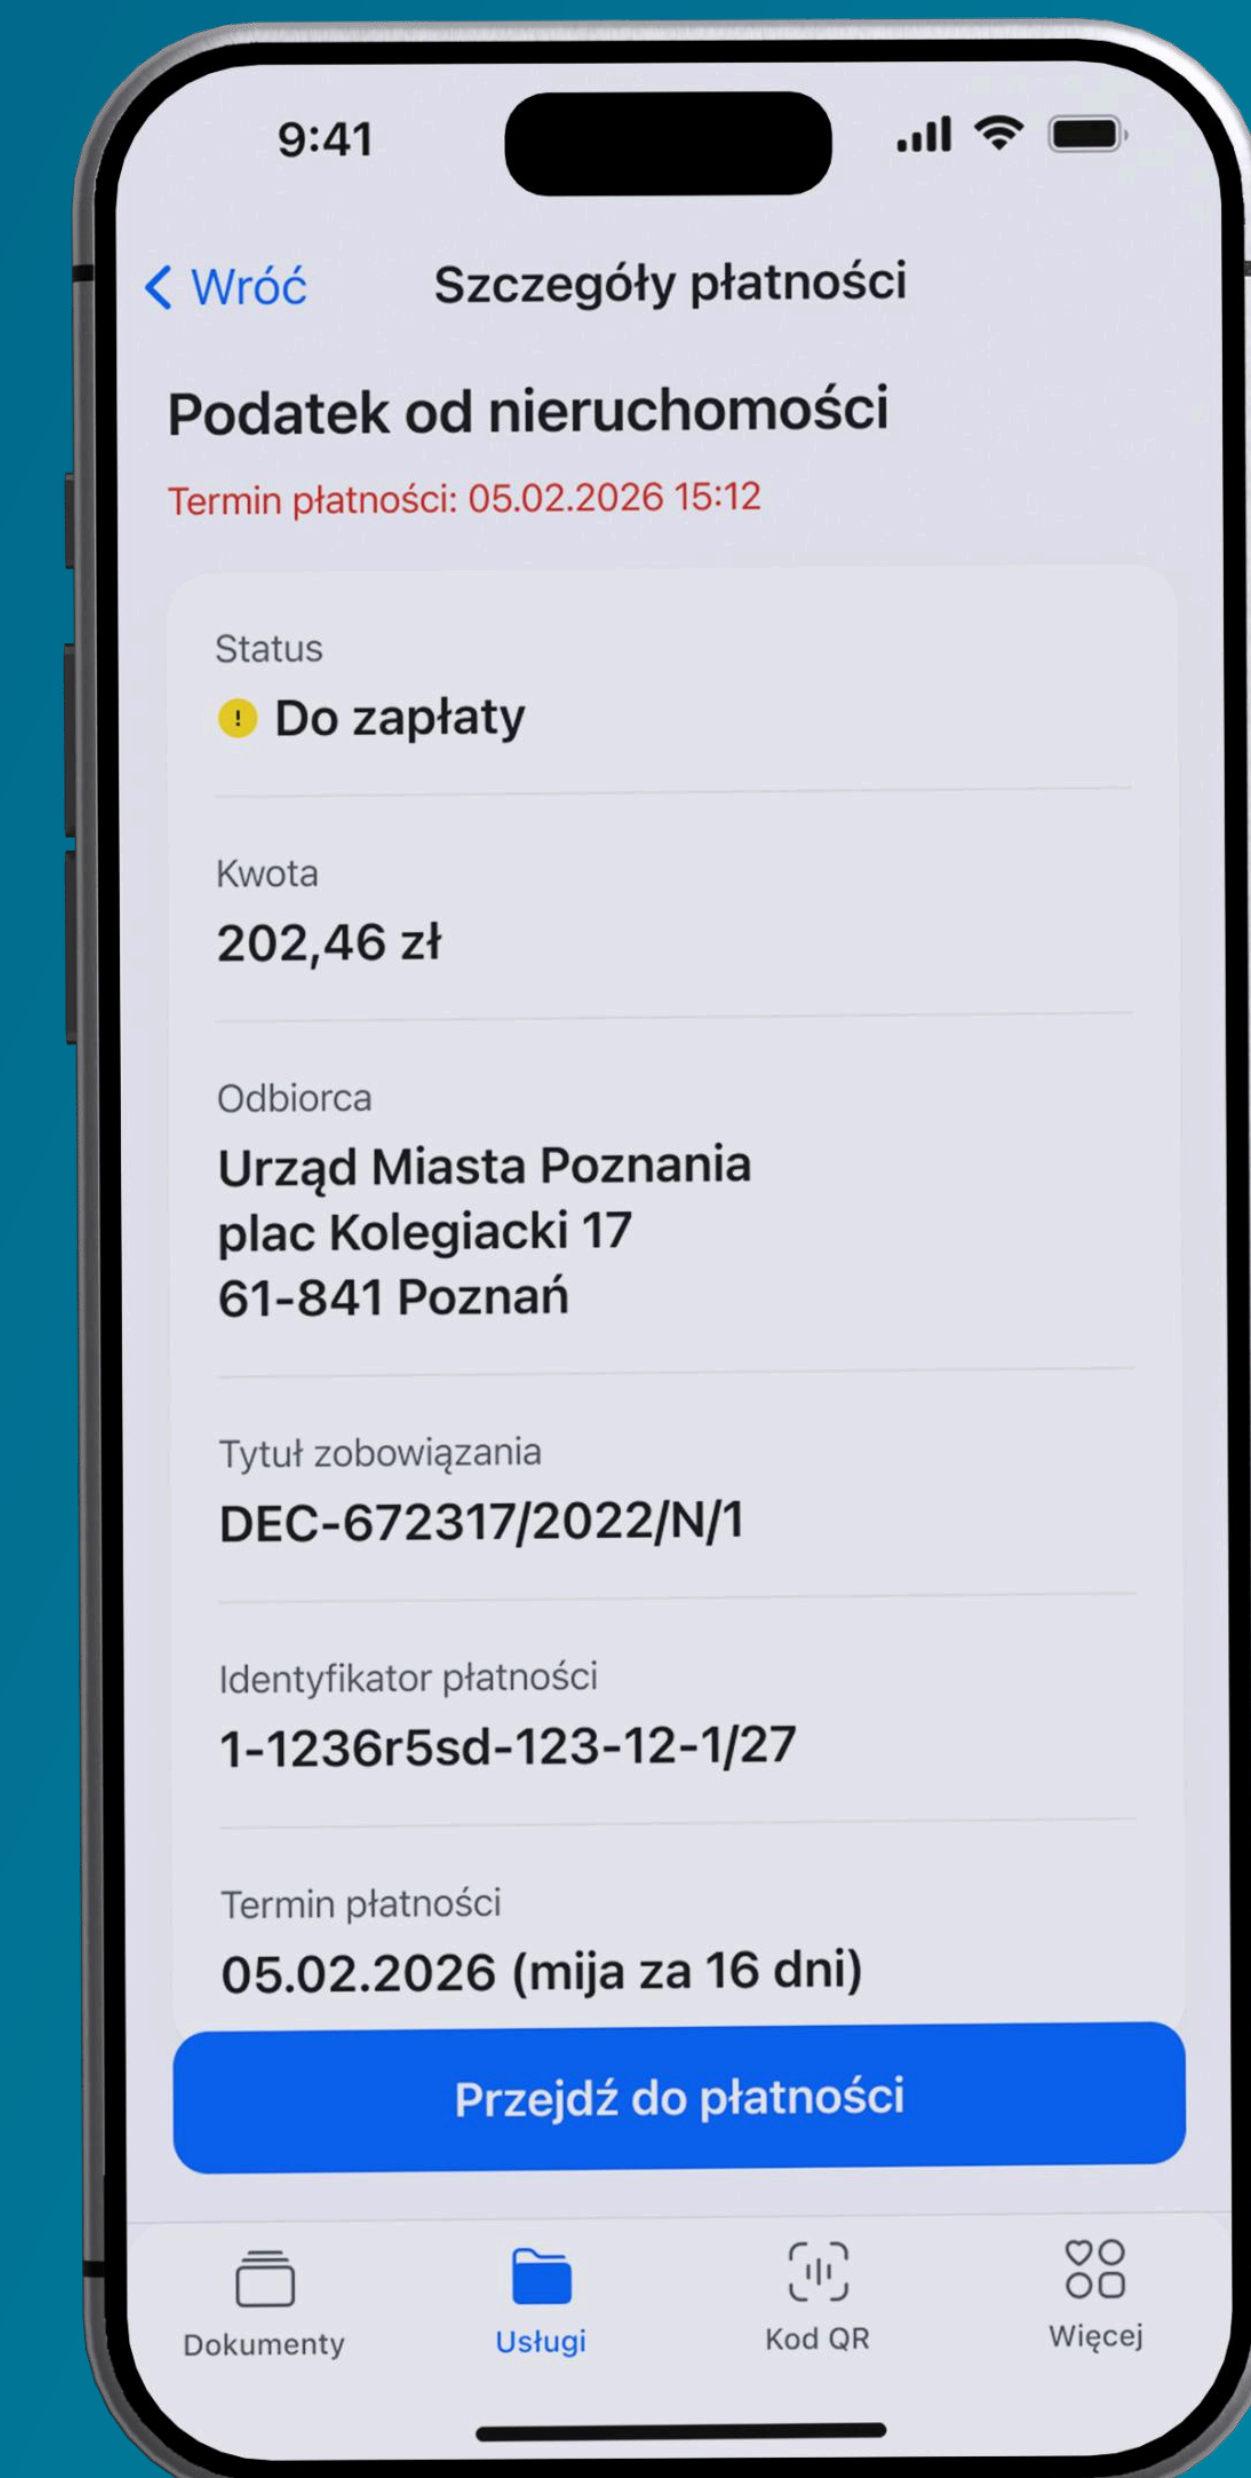 9:41
Wróć
Szczegóły płatności
Podatek od nieruchomości
Termin płatności: 05.02.2026 15:12
Status
! Do zapłaty
Kwota
202,46 zł
Odbiorca
Urząd Miasta Poznania
plac Kolegiacki 17
61-841 Poznań
Tytuł zobowiązania
DEC-672317/2022/N/1
Identyfikator płatności
1-1236r5sd-123-12-1/27
Termin płatności
05.02.2026 (mija za 16 dni)
Przejdź do płatności
Dokumenty
Usługi
Kod QR
Więcej